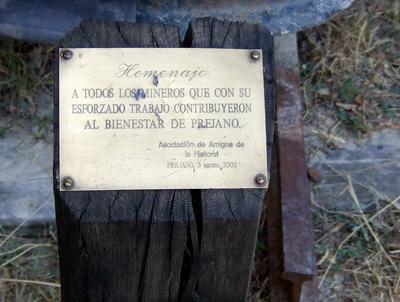 Homenaje
A TODOS LOS MINEROS QUE CON SU
ESFORZADO TRABAJO CONTRIBUYERON
AL BIENESTAR DE PREJANO.
Asociación de Amigos de
la Historia
PREJANO, 3 agosto 2003